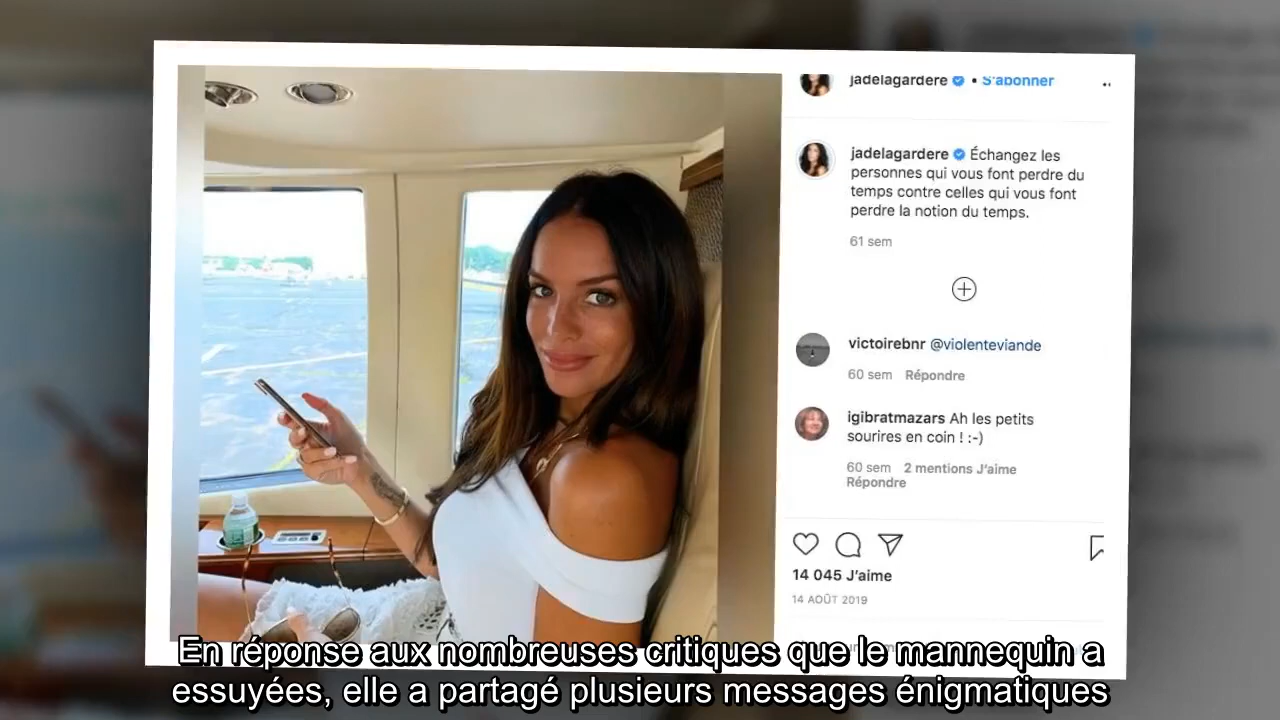 jadelagardere • S'abonner
jadelagardere Échangez les
personnes qui vous font perdre du
temps contre celles qui vous font
perdre la notion du temps.
61 sem
victoirebnr @violenteviande
60 sem Répondre
igibratmazars Ah les petits
sourires en coin ! :-)
60 sem 2 mentions J'aime
Répondre
14 045 J'aime
14 AOÛT 2019
En réponse aux nombreuses critiques que le mannequin a
essuyées, elle a partagé plusieurs messages énigmatiques